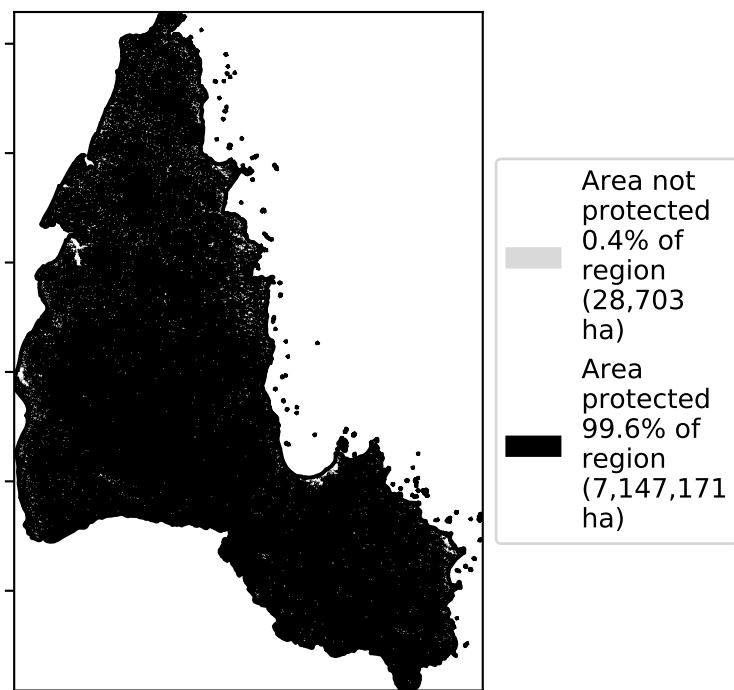 Area not
protected
0.4% of
region
(28,703
ha)
Area
protected
99.6% of
region
(7,147,171
ha)